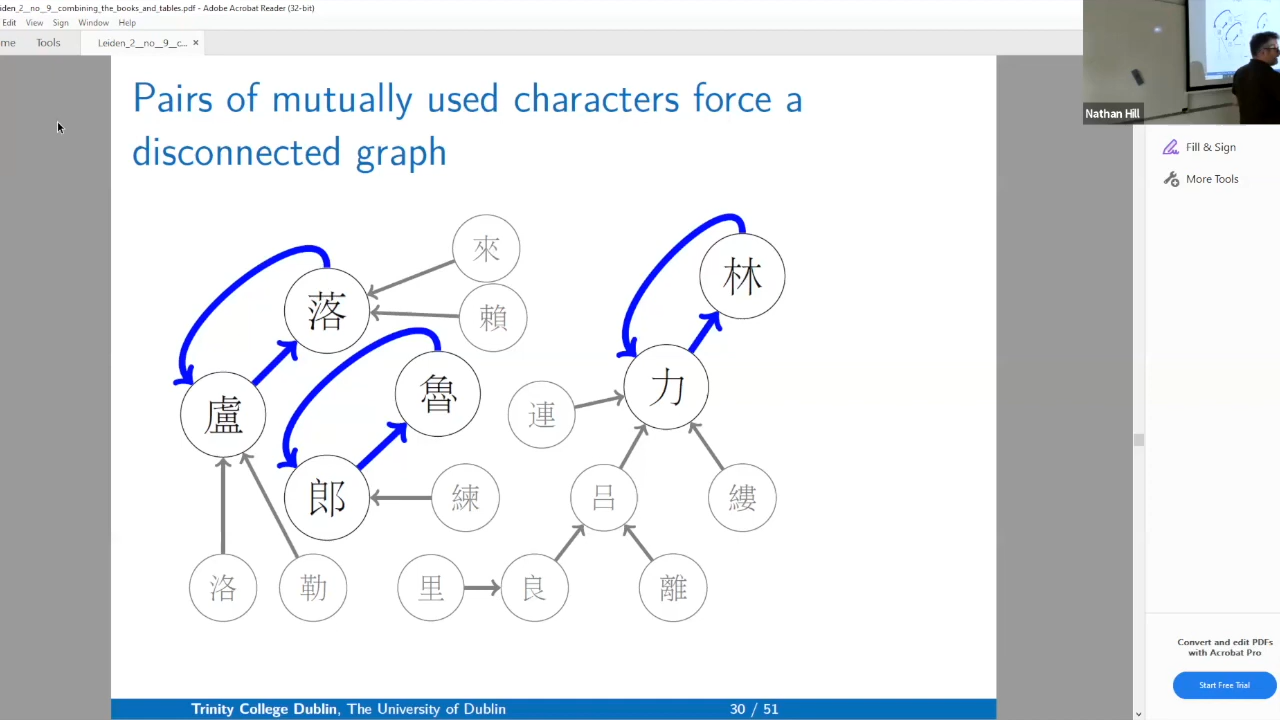 eiden_2__no__9__combining_the_books_and_tables.pdf - Adobe Acrobat Reader (32-bit)
Edit View Sign Window Help
me Tools Leiden_2__no__9__c... ×
Nathan Hill
Pairs of mutually used characters force a
disconnected graph
Fill & Sign
More Tools
來
林
落
賴
魯
力
連
盧
郎
練
呂
縷
洛
勒
里
良
離
Convert and edit PDFs
with Acrobat Pro
Start Free Trial
Trinity College Dublin, The University of Dublin 30 / 51